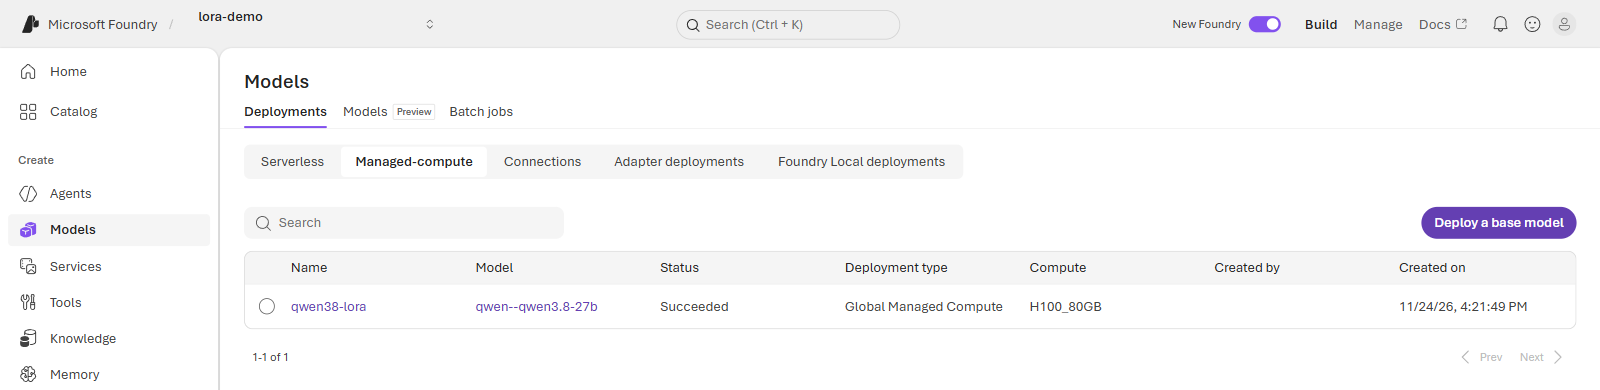 Microsoft Foundry / lora-demo
Search (Ctrl + K)
New Foundry
Build
Manage
Docs
Home
Catalog
Create
Agents
Models
Services
Tools
Knowledge
Memory
Models
Deployments Models Preview Batch jobs
Serverless Managed-compute Connections Adapter deployments Foundry Local deployments
Search
Deploy a base model
Name Model Status Deployment type Compute Created by Created on
qwen38-lora qwen--qwen3.8-27b Succeeded Global Managed Compute H100_80GB 11/24/26, 4:21:49 PM
1-1 of 1
Prev Next